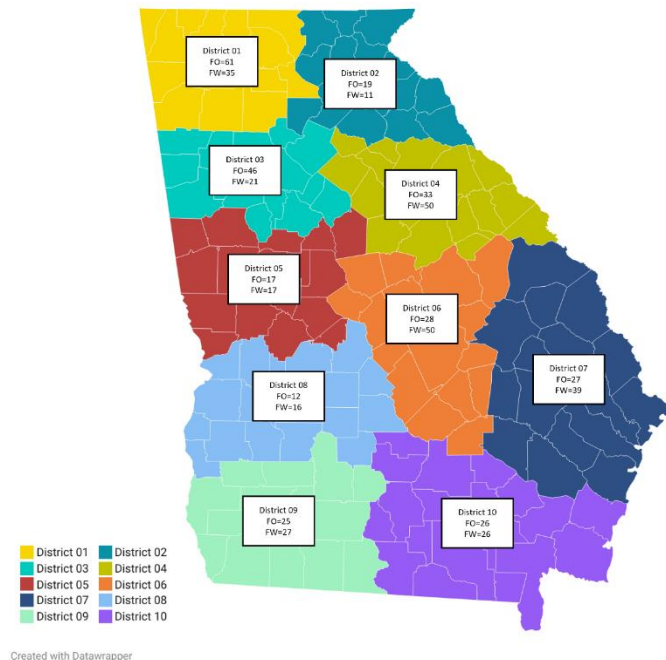 District 01
FO=61
FW=35
District 02
FO=19
FW=11
District 03
FO=46
FW=21
District 04
FO=33
FW=50
District 05
FO=17
FW=17
District 06
FO=28
FW=50
District 07
FO=27
FW=39
District 08
FO=12
FW=16
District 09
FO=25
FW=27
District 10
FO=26
FW=26
District 01 District 02
District 03 District 04
District 05 District 06
District 07 District 08
District 09 District 10
Created with Datawrapper